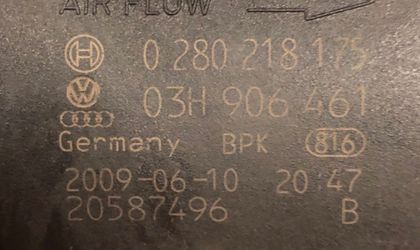 AIR FLOW
0 280 218 175
03H 906 461
Germany BPK 816
2009-06-10 20:47
20587496 B